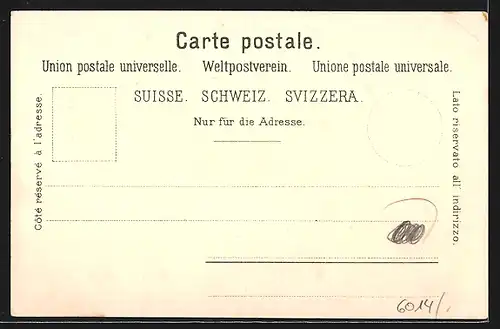 Carte postale.
Union postale universelle. Weltpostverein. Unione postale universale.
SUISSE. SCHWEIZ. SVIZZERA.
Nur für die Adresse.
Côté réservé à l'adresse.
Lato riservato all' indirizzo.
6014/.